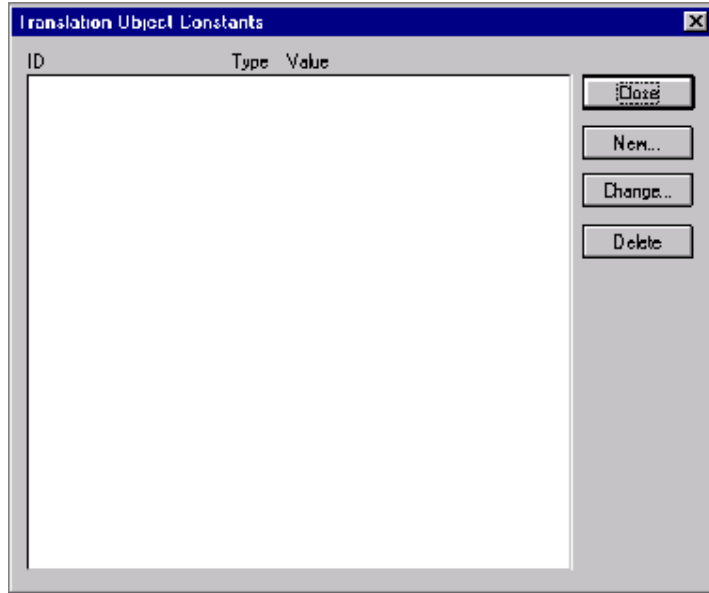 Translation Object Constants
ID Type Value
Close
New...
Change...
Delete